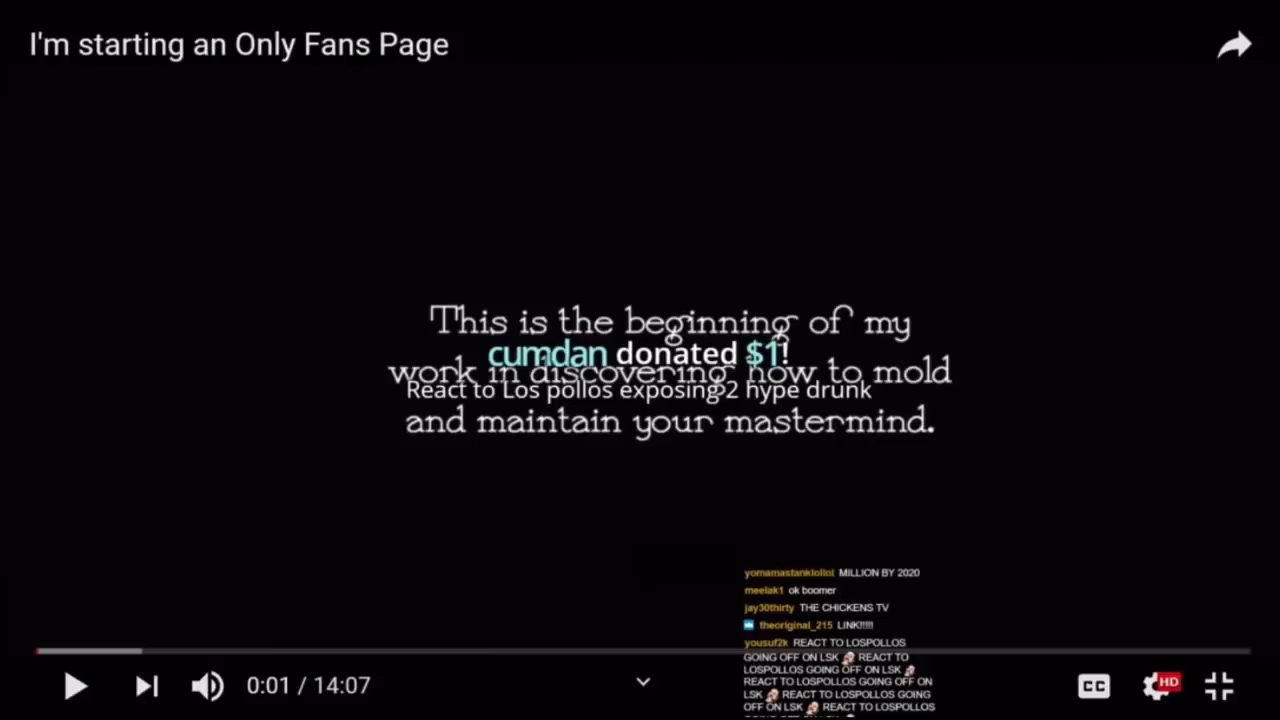 I'm starting an Only Fans Page
This is the beginning of my
cumdan donated $1!
work in discovering how to mold
React to Los pollos exposing 2 hype drunk
and maintain your mastermind.
yomamastanklollol MILLION BY 2020
meelak1 ok boomer
jay30thirty THE CHICKENS TV
theoriginal_215 LINK!!!!!
yousuf2k REACT TO LOSPOLLOS
GOING OFF ON LSK REACT TO
LOSPOLLOS GOING OFF ON LSK
REACT TO LOSPOLLOS GOING OFF ON
LSK REACT TO LOSPOLLOS GOING
OFF ON LSK REACT TO LOSPOLLOS
0:01 / 14:07
CC
HD